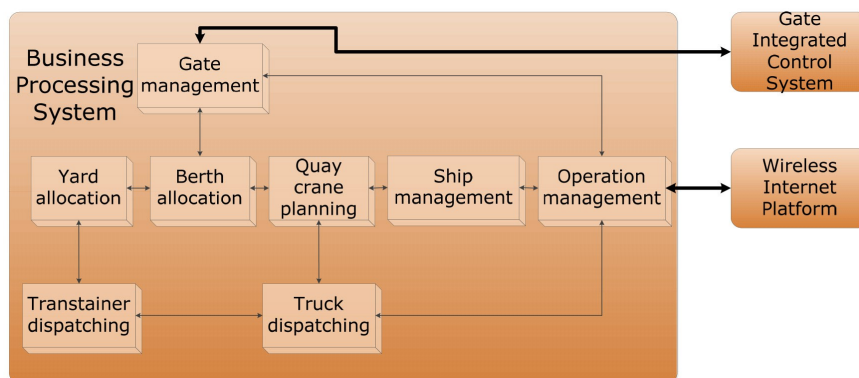 Business
Processing
System
Gate
management
Gate
Integrated
Control
System
Yard
allocation
Berth
allocation
Quay
crane
planning
Ship
management
Operation
management
Wireless
Internet
Platform
Transtainer
dispatching
Truck
dispatching